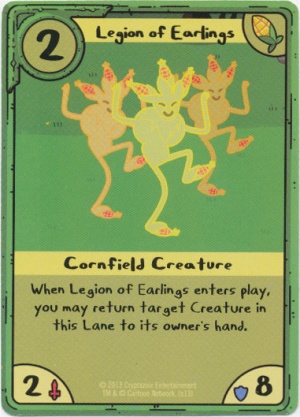 2
Legion of Earlings
Cornfield Creature
When Legion of Earlings enters play,
you may return target Creature in
this Lane to its owner's hand.
© 2013 Cryptozoic Entertainment
TM & © Cartoon Network. (s13)
2
8